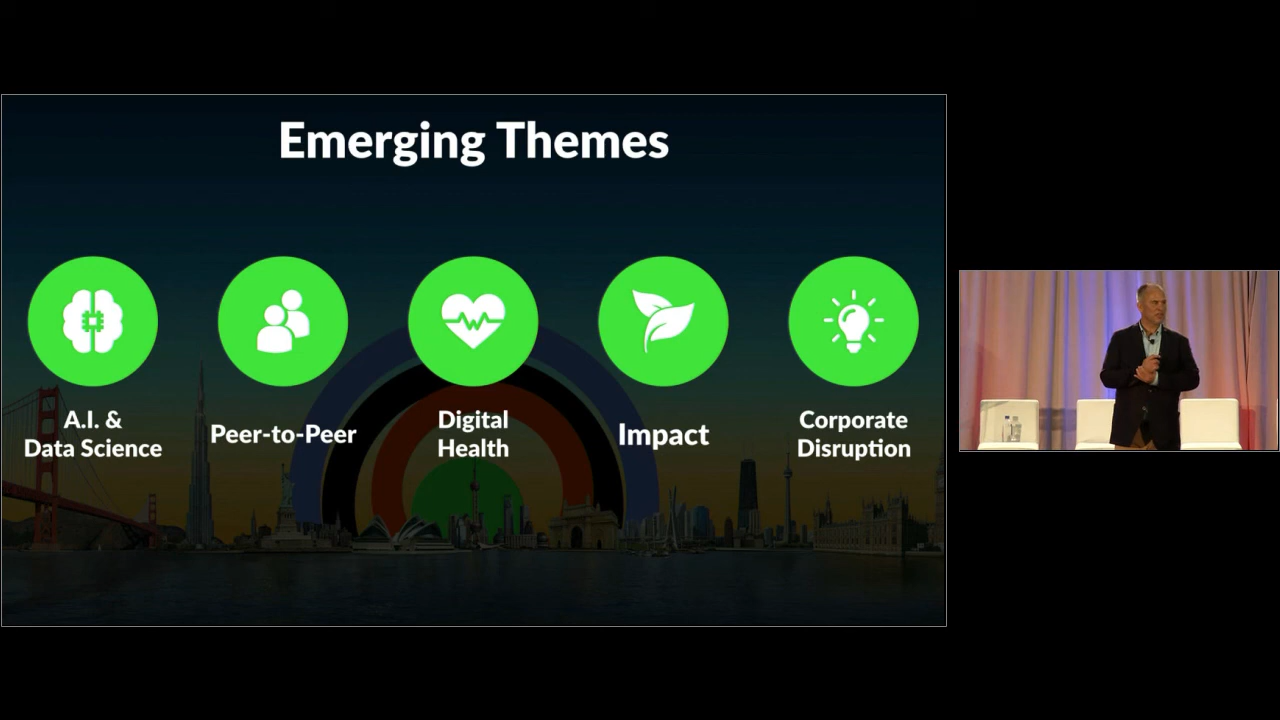 Emerging Themes
A.I. &
Data Science
Peer-to-Peer
Digital
Health
Impact
Corporate
Disruption